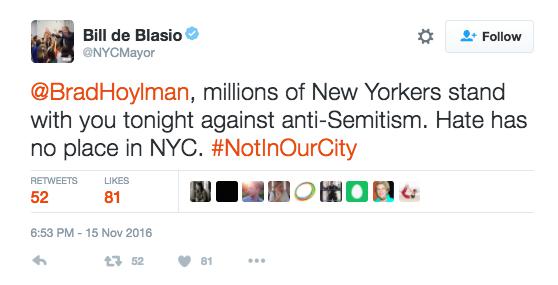 Bill de Blasio
@NYCMayor
Follow
@BradHoylman, millions of New Yorkers stand
with you tonight against anti-Semitism. Hate has
no place in NYC. #NotInOurCity
RETWEETS LIKES
52 81
6:53 PM - 15 Nov 2016
52 81